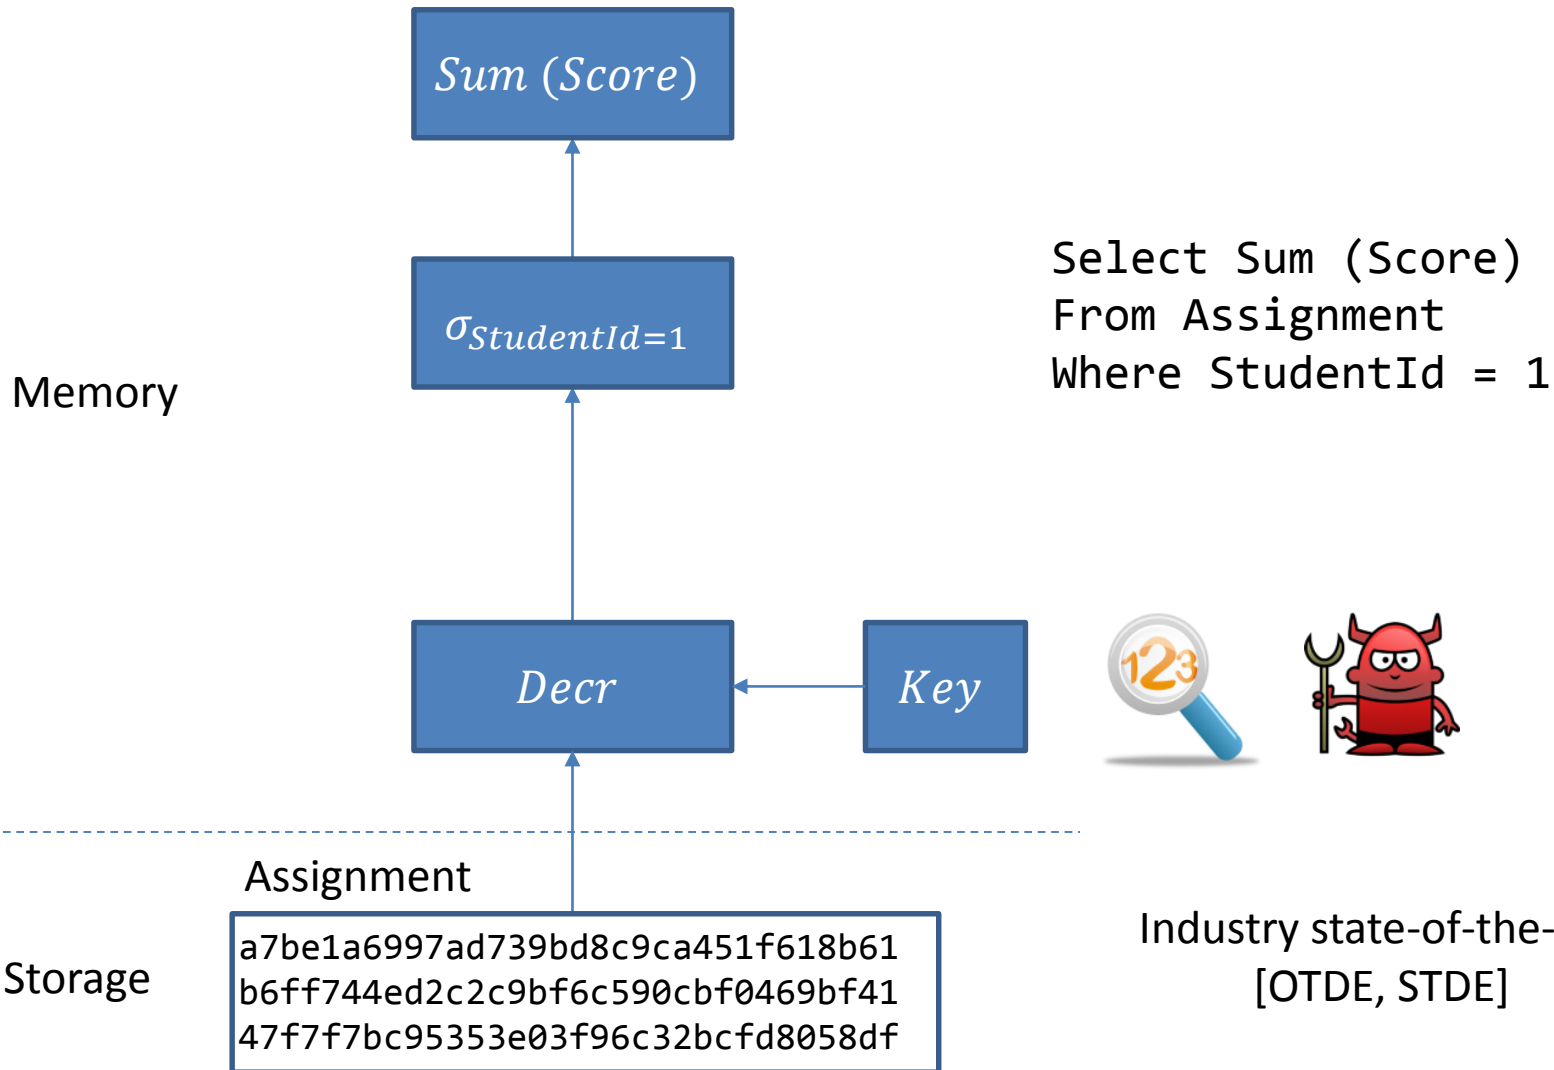 Sum (Score)
σStudentId=1
Select Sum (Score)
From Assignment
Where StudentId = 1
Memory
Decr
Key
123
Assignment
a7be1a6997ad739bd8c9ca451f618b61
b6ff744ed2c2c9bf6c590cbf0469bf41
47f7f7bc95353e03f96c32bcfd8058df
Storage
Industry state-of-the-
[OTDE, STDE]